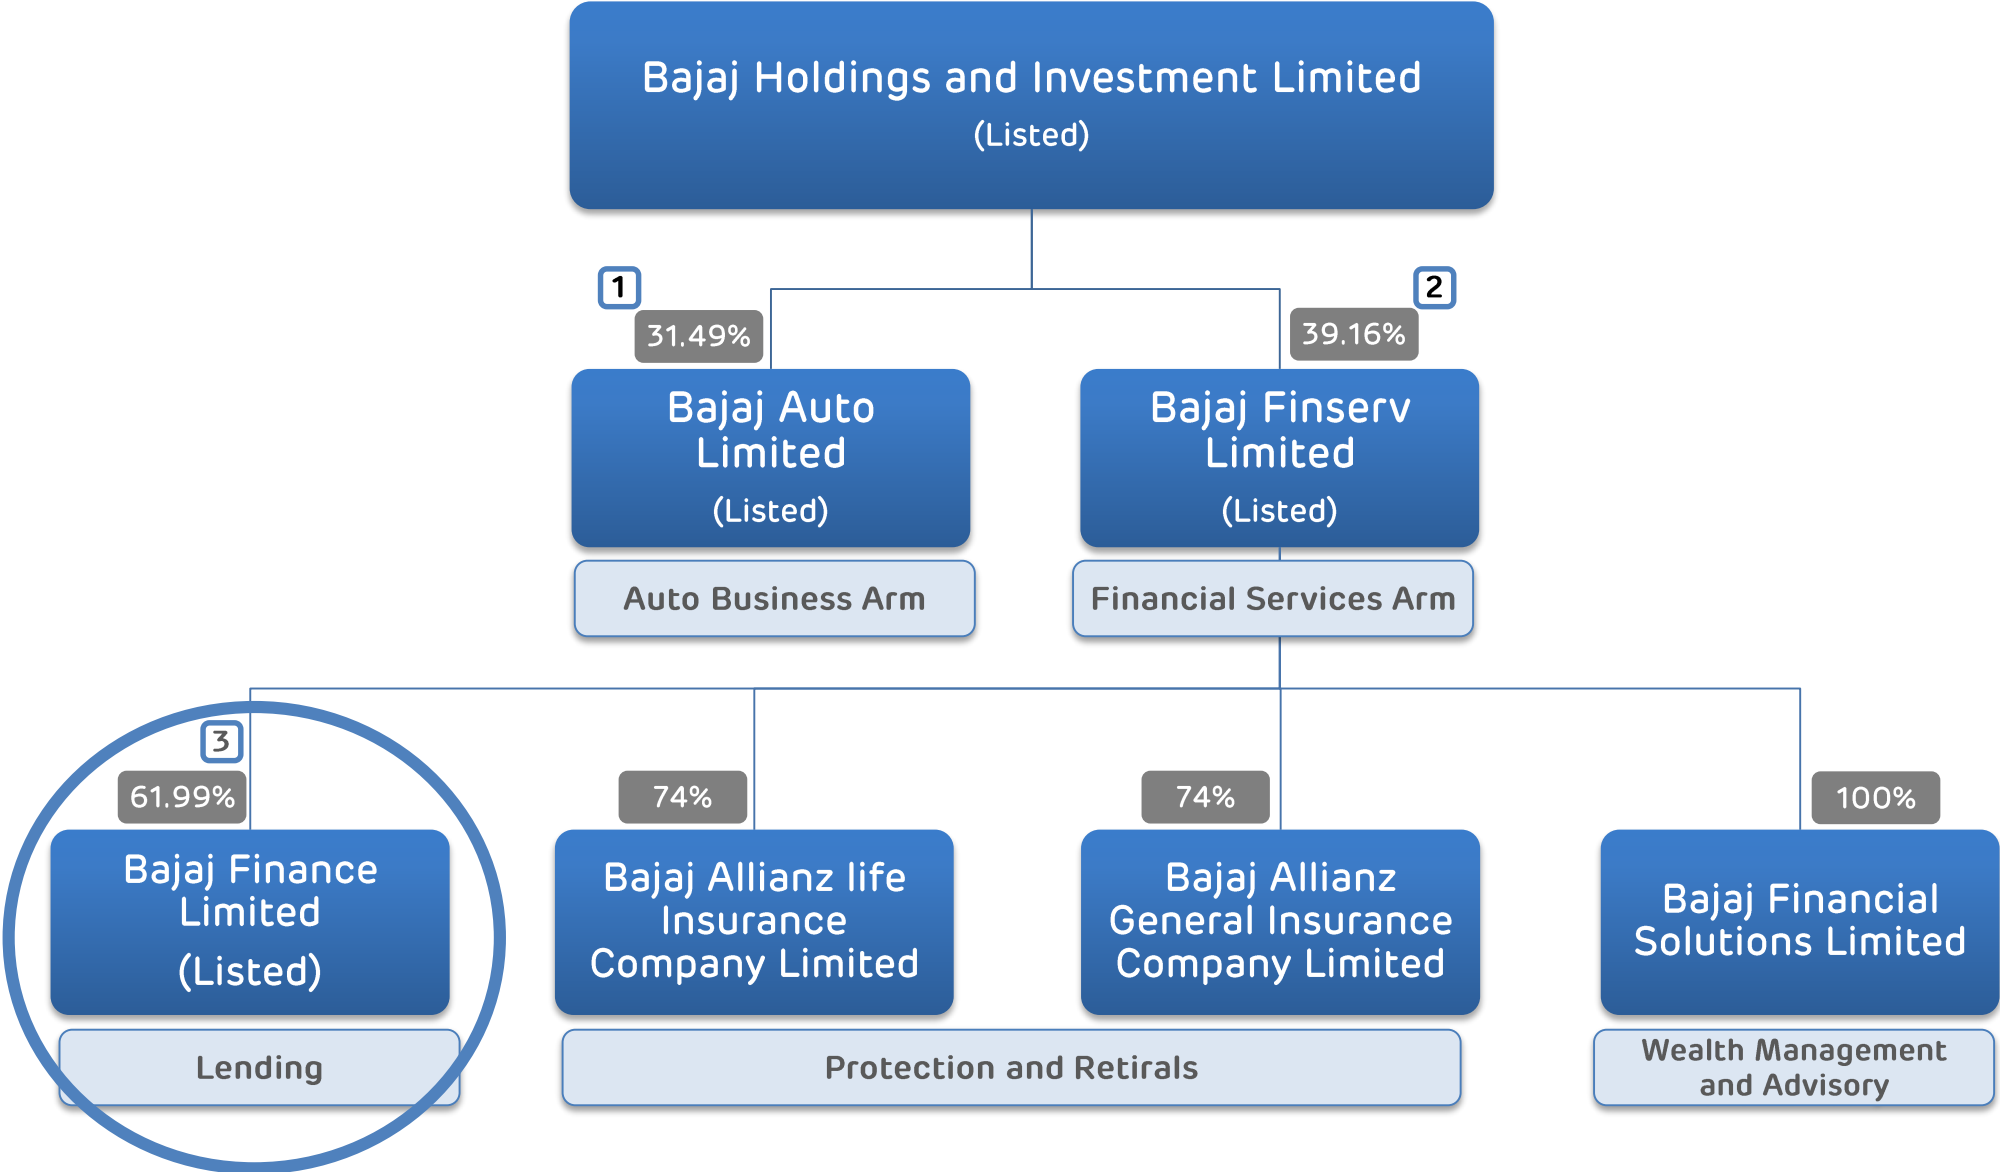 Bajaj Holdings and Investment Limited
(Listed)
1
2
31.49%
39.16%
Bajaj Auto
Limited
(Listed)
Bajaj Finserv
Limited
(Listed)
Auto Business Arm
Financial Services Arm
3
61.99%
74%
74%
100%
Bajaj Finance
Limited
(Listed)
Bajaj Allianz life
Insurance
Company Limited
Bajaj Allianz
General Insurance
Company Limited
Bajaj Financial
Solutions Limited
Lending
Protection and Retirals
Wealth Management
and Advisory